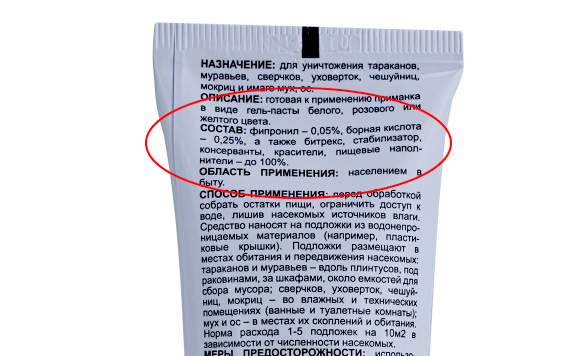 НАЗНАЧЕНИЕ: для уничтожения тараканов,
муравьев, сверчков, уховерток, чешуйниц,
мокриц и имаго мух, ос.
ОПИСАНИЕ: готовая к применению приманка
в виде гель-пасты белого, розового или
желтого цвета.
СОСТАВ: фипронил – 0,05%, борная кислота
– 0,25%, а также битрекс, стабилизатор,
консерванты, красители, пищевые напол-
нители – до 100%.
ОБЛАСТЬ ПРИМЕНЕНИЯ: населением в
быту.
СПОСОБ ПРИМЕНЕНИЯ: перед обработкой
собрать остатки пищи, ограничить доступ к
воде, лишив насекомых источников влаги.
Средство наносят на подложки из водонепро-
ницаемых материалов (например, пласти-
ковые крышки). Подложки размещают в
местах обитания и передвижения насекомых:
тараканов и муравьев – вдоль плинтусов, под
раковинами, за шкафами, около емкостей для
сбора мусора; сверчков, уховерток, чешуй-
ниц, мокриц – во влажных и технических
помещениях (ванные и туалетные комнаты);
мух и ос – в местах их скоплений и обитания.
Норма расхода 1-5 подложек на 10м2 в
зависимости от численности насекомых.
МЕРЫ ПРЕДОСТОРОЖНОСТИ: использо-